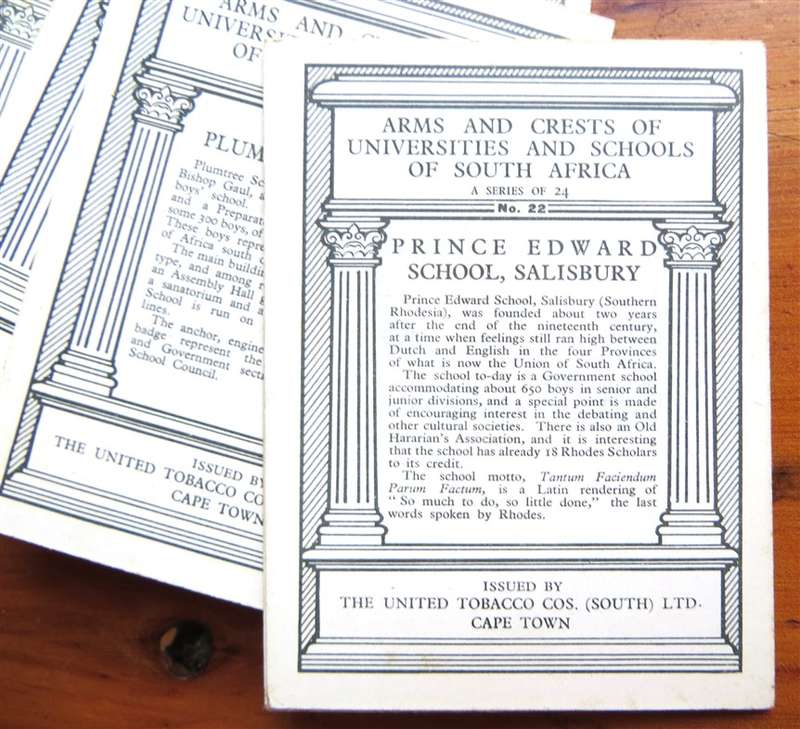 ARMS AND CR
UNIVERSI
OF
PLUM
Plumtree Sc
Bishop Gaul,
boys' school.
and a Preparat
some 300 boys, of
These boys repre
of Africa south
The main buildin
type, and among
an Assembly Hall
a sanatorium and a
School is run on
lines.
The anchor, engine
badge represent the
and Government sect
School Council.
ISSUED BY
THE UNITED TOBACCO CO
CAPE TOWN
ARMS AND CRESTS OF
UNIVERSITIES AND SCHOOLS
OF SOUTH AFRICA
A SERIES OF 24
No. 22
PRINCE EDWARD
SCHOOL, SALISBURY
Prince Edward School, Salisbury (Southern
Rhodesia), was founded about two years
after the end of the nineteenth century,
at a time when feelings still ran high between
Dutch and English in the four Provinces
of what is now the Union of South Africa.
The school to-day is a Government school
accommodating about 650 boys in senior and
junior divisions, and a special point is made
of encouraging interest in the debating and
other cultural societies. There is also an Old
Hararian's Association, and it is interesting
that the school has already 18 Rhodes Scholars
to its credit.
The school motto, Tantum Faciendum
Parum Factum, is a Latin rendering of
"So much to do, so little done," the last
words spoken by Rhodes.
ISSUED BY
THE UNITED TOBACCO COS. (SOUTH) LTD.
CAPE TOWN